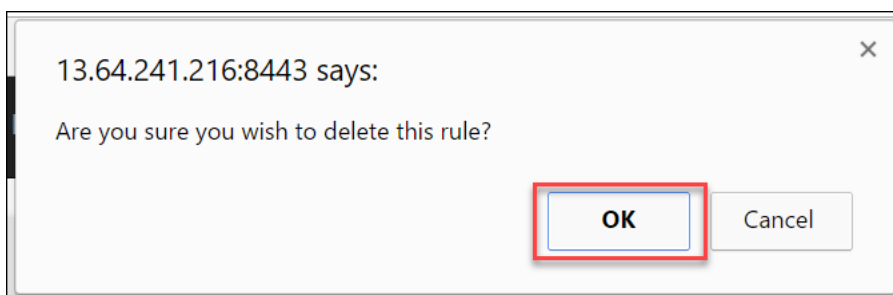 13.64.241.216:8443 says:
Are you sure you wish to delete this rule?
OK
Cancel